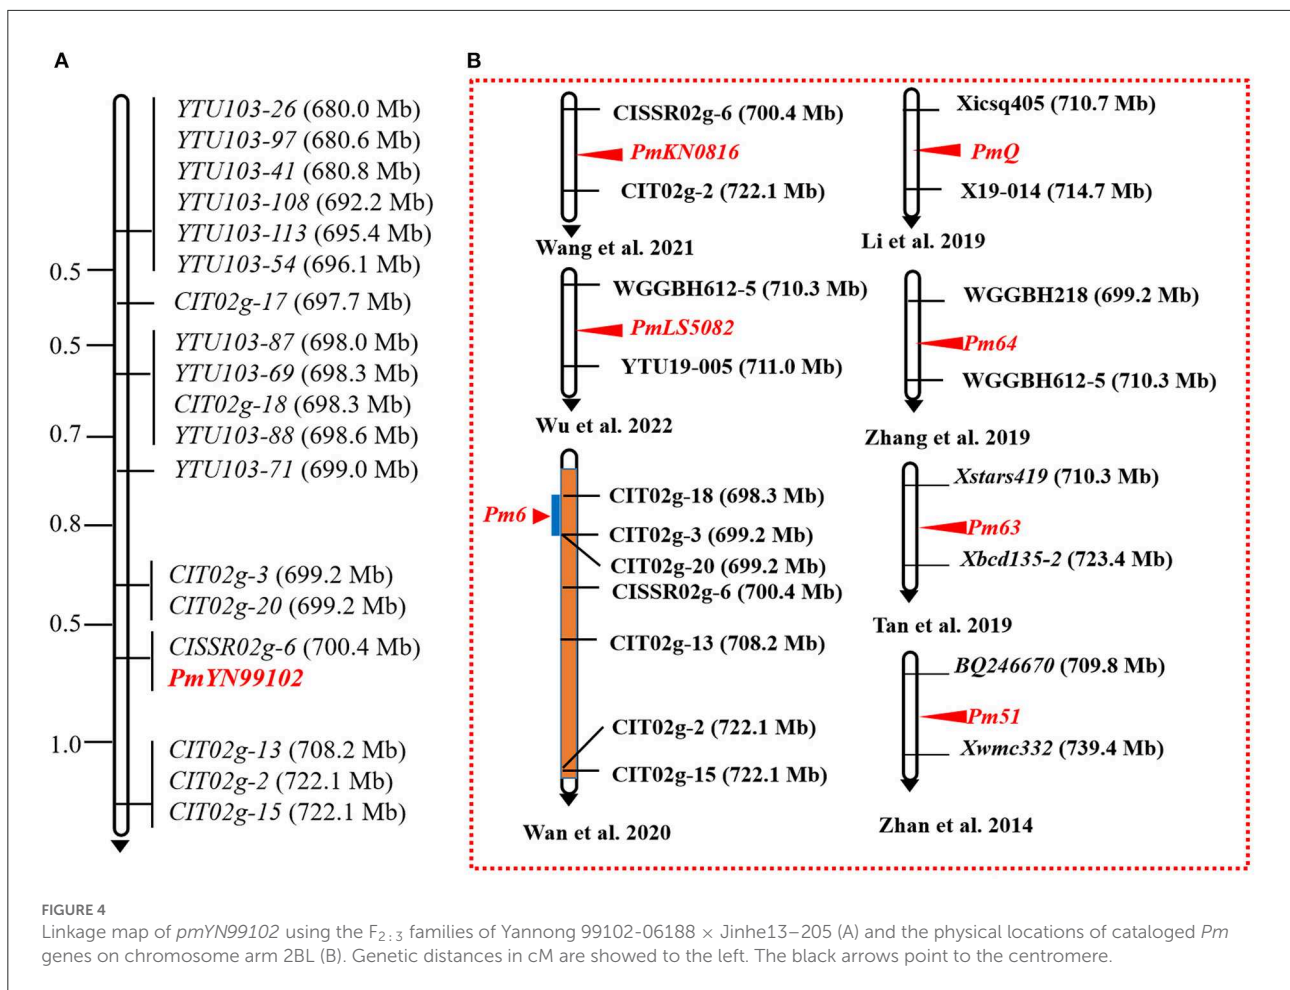 A
YTU103-26 (680.0 Mb)
YTU103-97 (680.6 Mb)
YTU103-41 (680.8 Mb)
YTU103-108 (692.2 Mb)
YTU103-113 (695.4 Mb)
YTU103-54 (696.1 Mb)
0.5
CIT02g-17 (697.7 Mb)
0.5
YTU103-87 (698.0 Mb)
YTU103-69 (698.3 Mb)
CIT02g-18 (698.3 Mb)
YTU103-88 (698.6 Mb)
0.7
YTU103-71 (699.0 Mb)
0.8
CIT02g-3 (699.2 Mb)
CIT02g-20 (699.2 Mb)
0.5
CISSR02g-6 (700.4 Mb)
PmYN99102
1.0
CIT02g-13 (708.2 Mb)
CIT02g-2 (722.1 Mb)
CIT02g-15 (722.1 Mb)
B
CISSR02g-6 (700.4 Mb)
PmKN0816
CIT02g-2 (722.1 Mb)
Wang et al. 2021
WGGBH612-5 (710.3 Mb)
PmLS5082
YTU19-005 (711.0 Mb)
Wu et al. 2022
CIT02g-18 (698.3 Mb)
Pm6
CIT02g-3 (699.2 Mb)
CIT02g-20 (699.2 Mb)
CISSR02g-6 (700.4 Mb)
CIT02g-13 (708.2 Mb)
CIT02g-2 (722.1 Mb)
CIT02g-15 (722.1 Mb)
Wan et al. 2020
Xicsq405 (710.7 Mb)
PmQ
X19-014 (714.7 Mb)
Li et al. 2019
WGGBH218 (699.2 Mb)
Pm64
WGGBH612-5 (710.3 Mb)
Zhang et al. 2019
Xstars419 (710.3 Mb)
Pm63
Xbcd135-2 (723.4 Mb)
Tan et al. 2019
BQ246670 (709.8 Mb)
Pm51
Xwmc332 (739.4 Mb)
Zhan et al. 2014
FIGURE 4
Linkage map of pmYN99102 using the F2:3 families of Yannong 99102-06188 × Jinhe13–205 (A) and the physical locations of cataloged Pm
genes on chromosome arm 2BL (B). Genetic distances in cM are showed to the left. The black arrows point to the centromere.